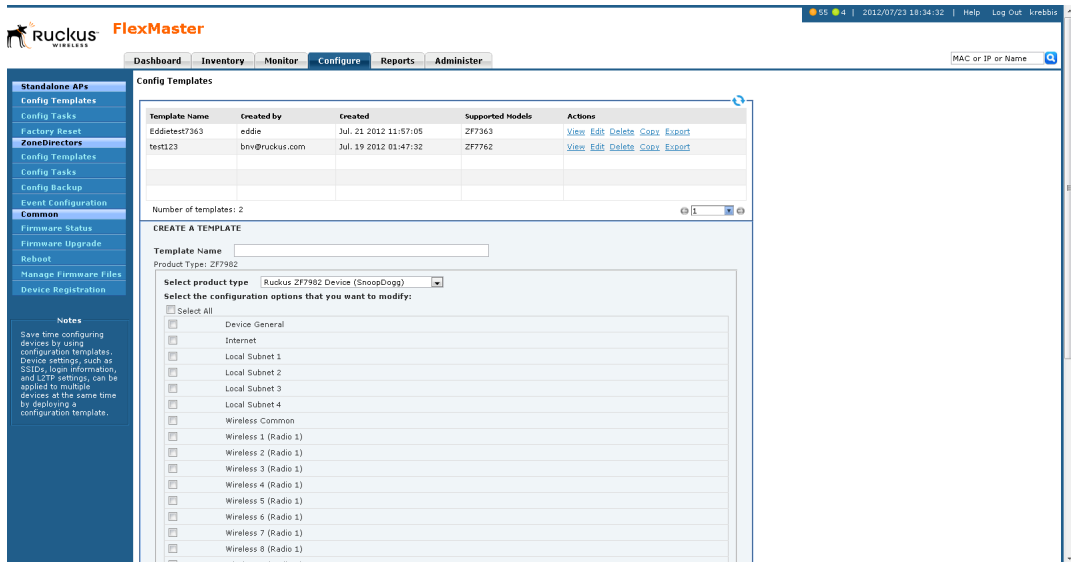 55 4 | 2012/07/23 18:34:32 | Help Log Out krebbis
Ruckus WIRELESS
FlexMaster
Dashboard Inventory Monitor Configure Reports Administer
MAC or IP or Name
Standalone APs
Config Templates
Config Tasks
Factory Reset
ZoneDirectors
Config Templates
Config Tasks
Config Backup
Event Configuration
Common
Firmware Status
Firmware Upgrade
Reboot
Manage Firmware Files
Device Registration
Notes
Save time configuring
devices by using
configuration templates.
Device settings, such as
SSIDs, login information,
and L2TP settings, can be
applied to multiple
devices at the same time
by deploying a
configuration template.
Config Templates
Template Name Created by Created Supported Models Actions
Eddietest7363 eddie Jul. 21 2012 11:57:05 ZF7363 View Edit Delete Copy Export
test123 bnv@ruckus.com Jul. 19 2012 01:47:32 ZF7762 View Edit Delete Copy Export
Number of templates: 2
1
CREATE A TEMPLATE
Template Name
Product Type: ZF7982
Select product type Ruckus ZF7982 Device (SnoopDogg)
Select the configuration options that you want to modify:
Select All
Device General
Internet
Local Subnet 1
Local Subnet 2
Local Subnet 3
Local Subnet 4
Wireless Common
Wireless 1 (Radio 1)
Wireless 2 (Radio 1)
Wireless 3 (Radio 1)
Wireless 4 (Radio 1)
Wireless 5 (Radio 1)
Wireless 6 (Radio 1)
Wireless 7 (Radio 1)
Wireless 8 (Radio 1)